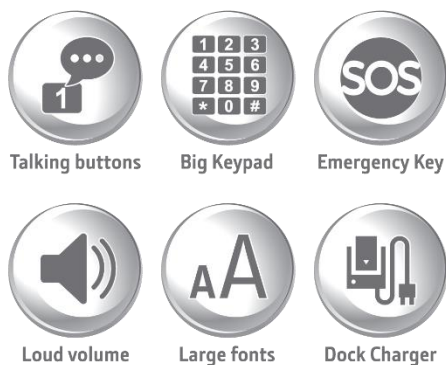 1
1 2 3
4 5 6
7 8 9
* 0 #
SOS
Talking buttons
Big Keypad
Emergency Key
AA
Loud volume
Large fonts
Dock Charger